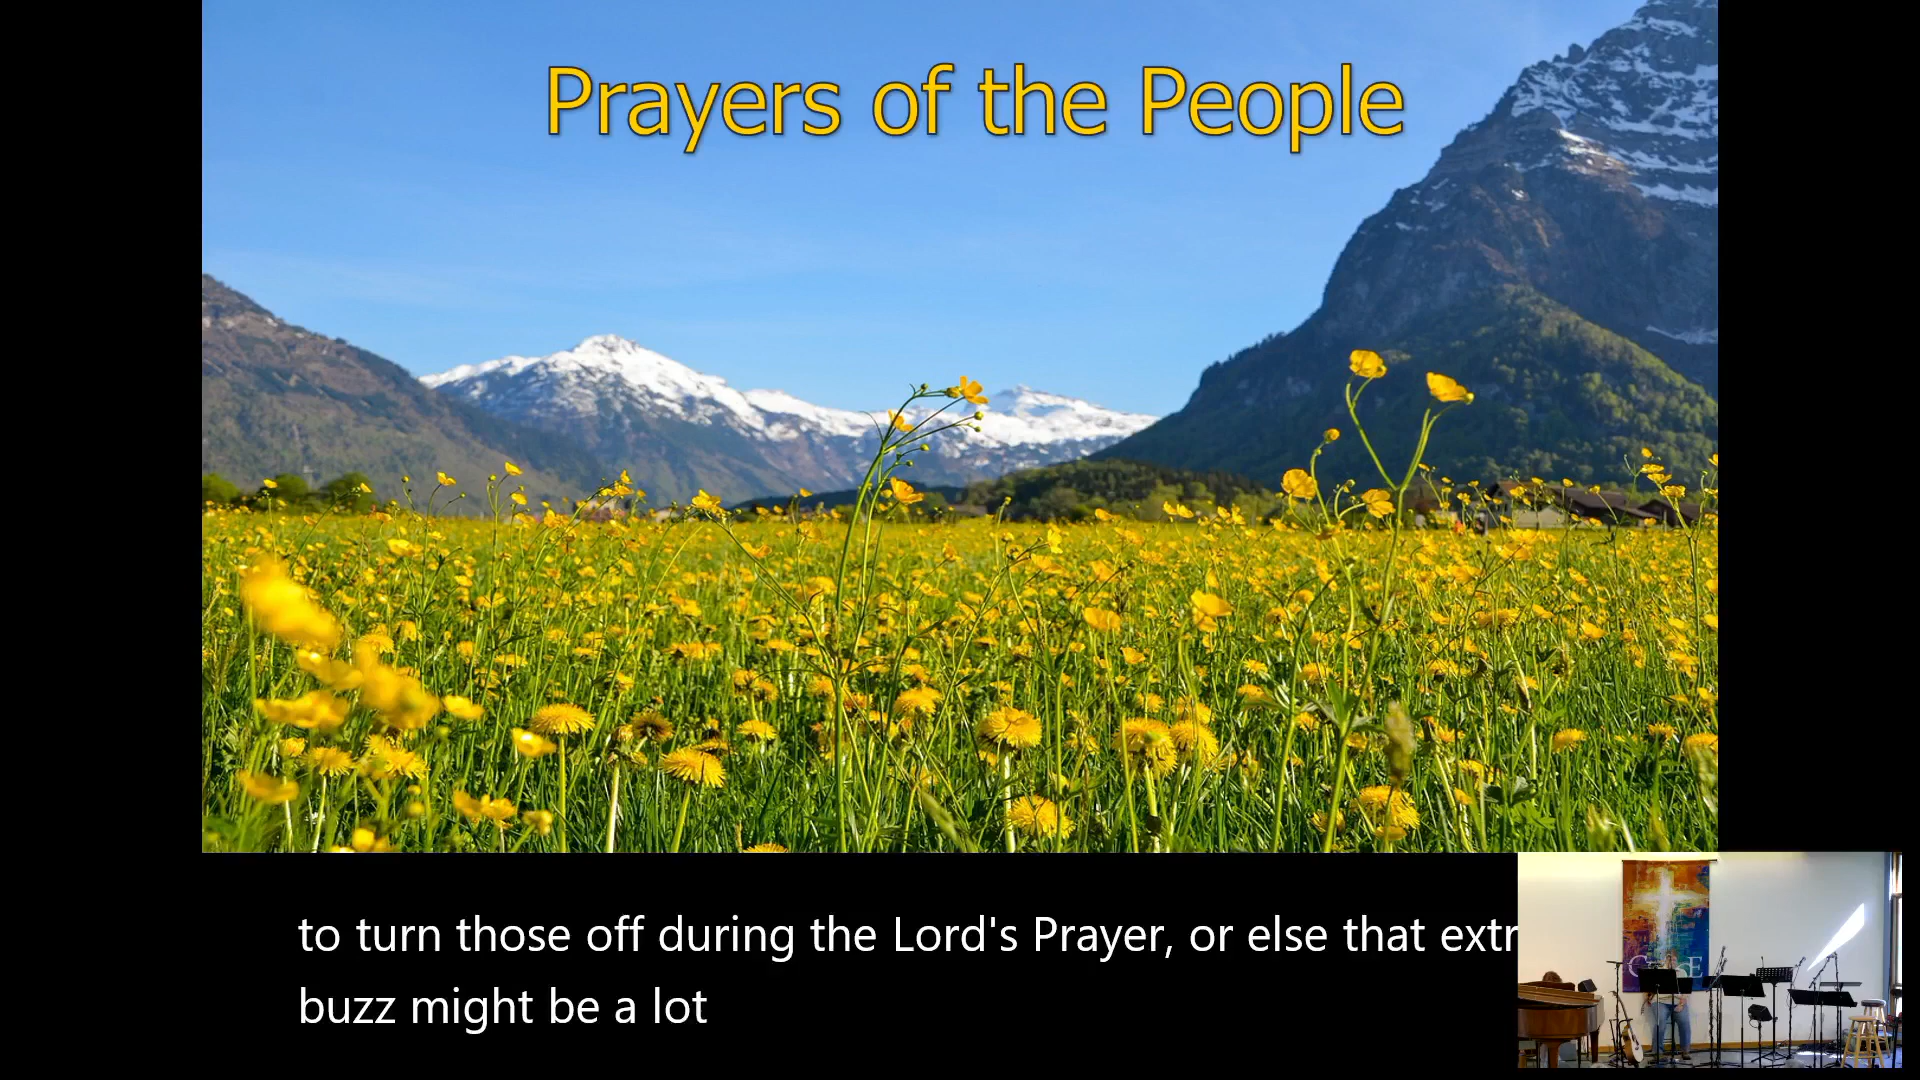 Prayers of the People
to turn those off during the Lord's Prayer, or else that extr
buzz might be a lot